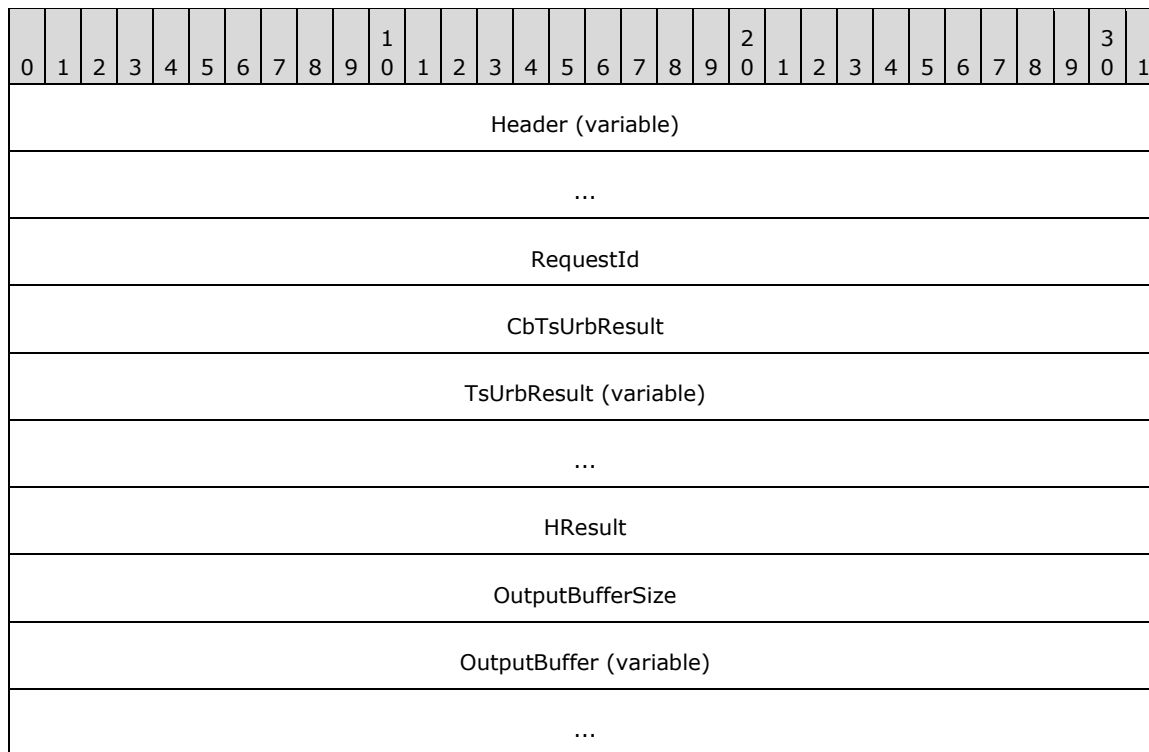 1 2 3
0 1 2 3 4 5 6 7 8 9 0 1 2 3 4 5 6 7 8 9 0 1 2 3 4 5 6 7 8 9 0 1
Header (variable)
...
RequestId
CbTsUrbResult
TsUrbResult (variable)
...
HResult
OutputBufferSize
OutputBuffer (variable)
...